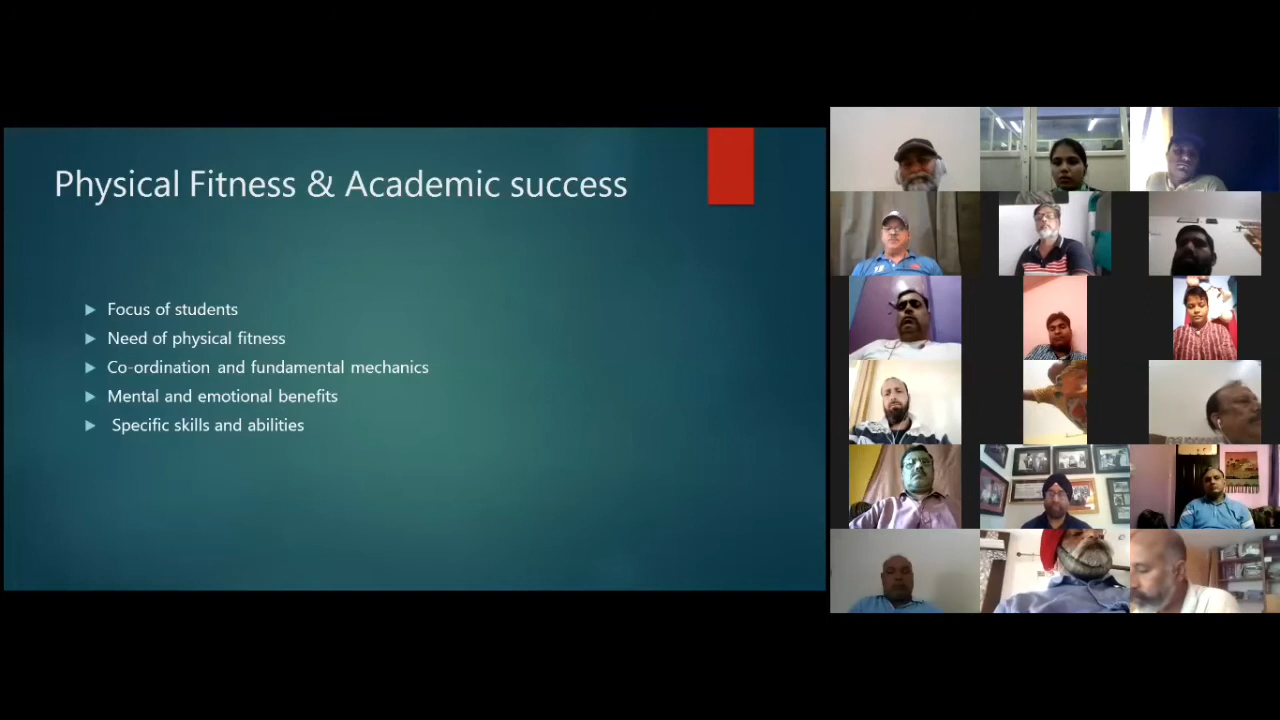 Physical Fitness & Academic success
Focus of students
Need of physical fitness
Co-ordination and fundamental mechanics
Mental and emotional benefits
Specific skills and abilities